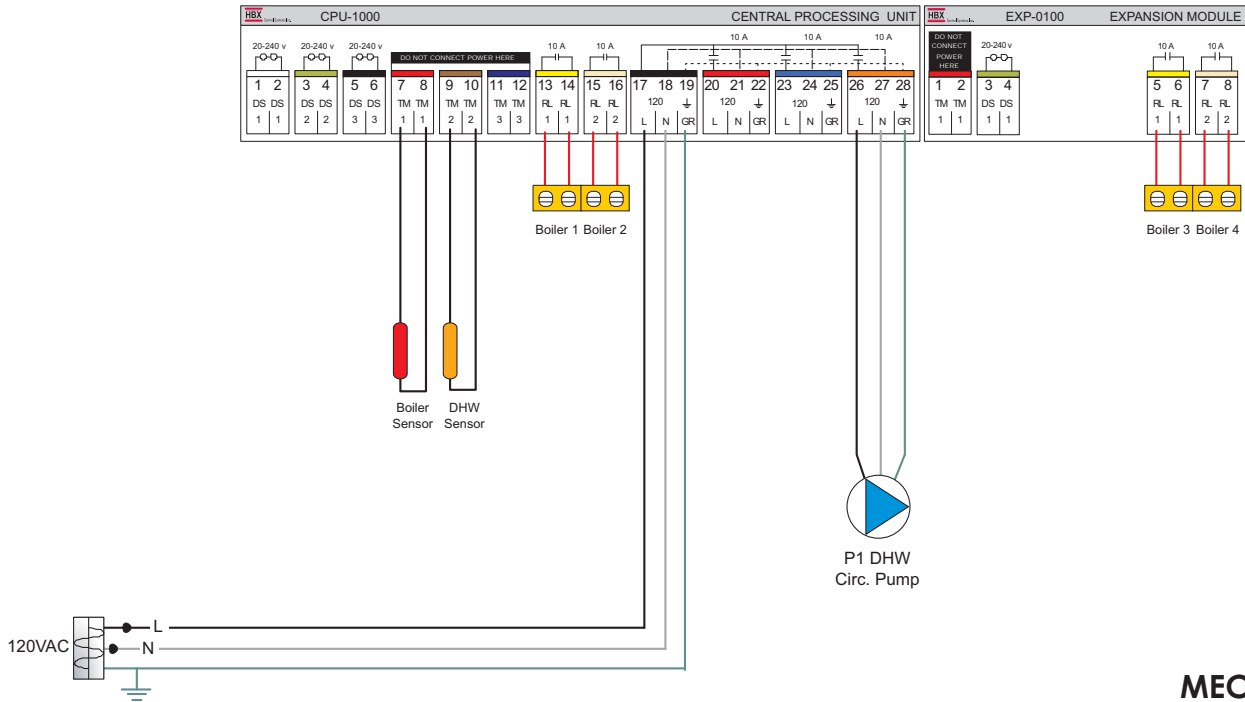 HBX CPU-1000 CENTRAL PROCESSING UNIT
HBX EXP-0100 EXPANSION MODULE
20-240 v 20-240 v 20-240 v
DO NOT CONNECT POWER HERE
10 A 10 A 10 A 10 A 10 A
1 2 3 4 5 6 7 8 9 10 11 12 13 14 15 16 17 18 19 20 21 22 23 24 25 26 27 28
DS DS DS DS DS DS TM TM TM TM TM TM RL RL RL RL 120 120 120 120
1 1 2 2 3 3 1 1 2 2 3 3 1 1 2 2 L N GR L N GR L N GR L N GR
DO NOT
CONNECT
POWER
HERE
20-240 v
10 A 10 A
1 2 3 4 5 6 7 8
TM TM DS DS RL RL RL RL
1 1 1 1 1 1 2 2
Boiler 1 Boiler 2
Boiler 3 Boiler 4
Boiler
Sensor
DHW
Sensor
P1 DHW
Circ. Pump
120VAC
L
N
MEC